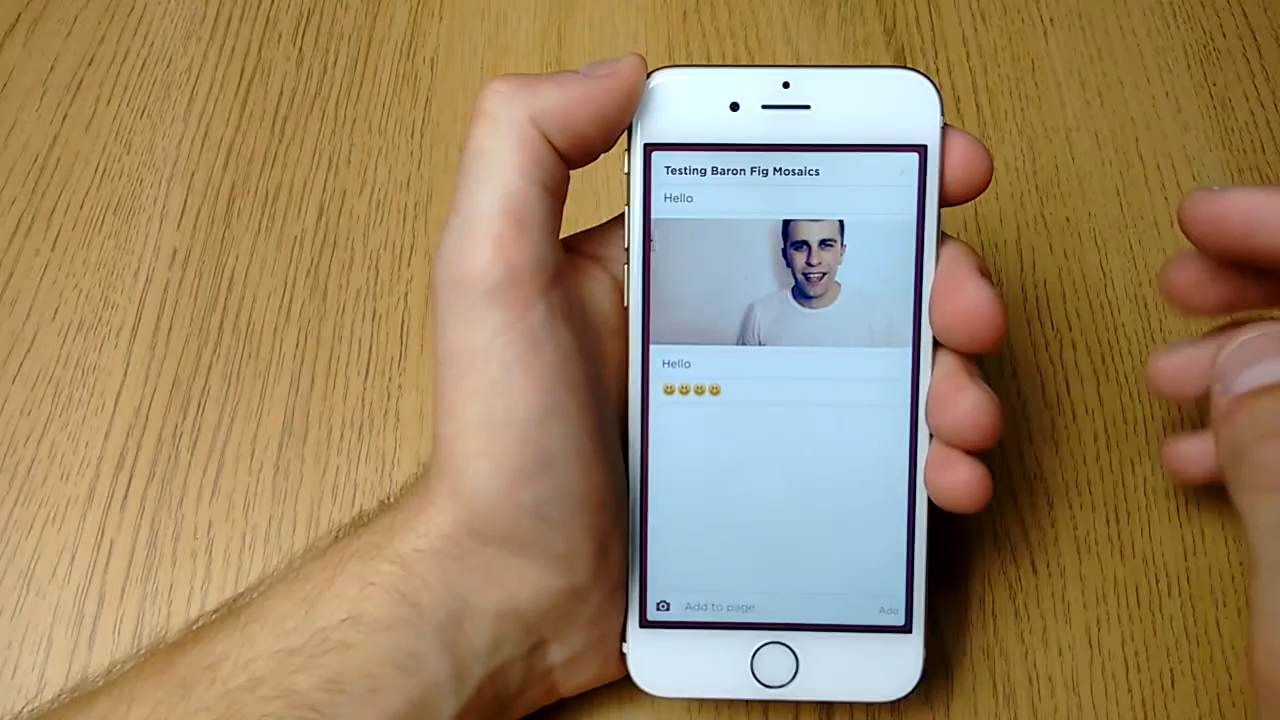 Testing Baron Fig Mosaics
Hello
Hello
😃😃😃😃
Add to page
Add